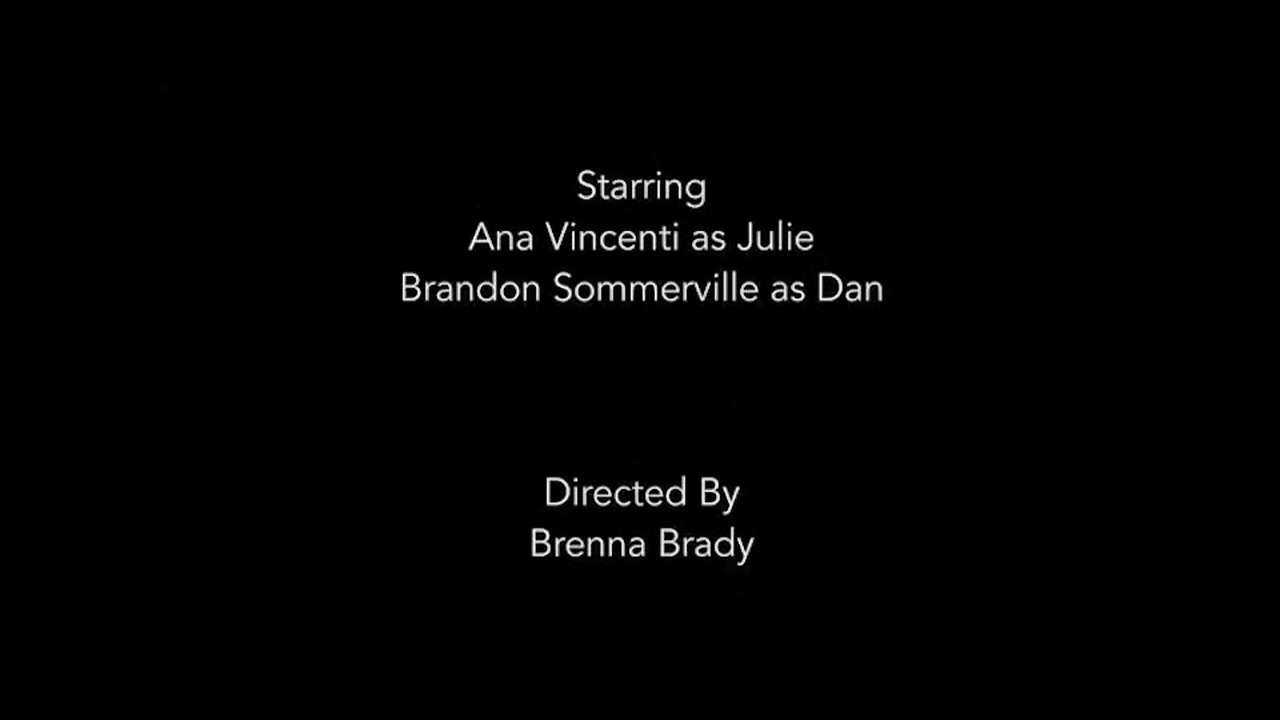 Starring
Ana Vincenti as Julie
Brandon Sommerville as Dan
Directed By
Brenna Brady